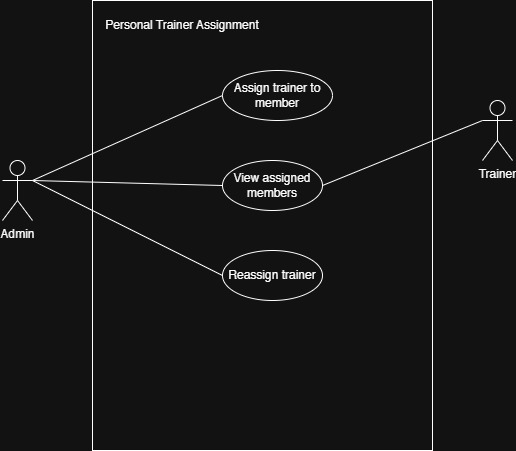 Personal Trainer Assignment
Assign trainer to
member
View assigned
members
Reassign trainer
Admin
Trainer